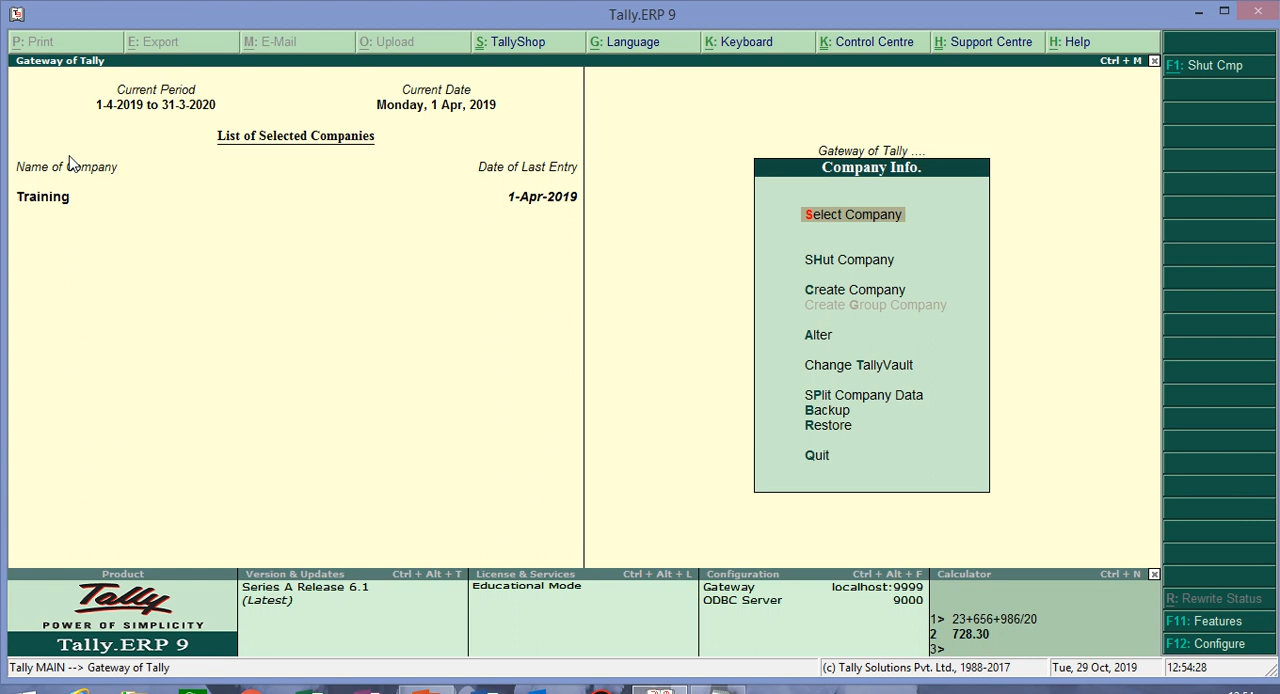 Tally.ERP 9
P: Print
E: Export
M: E-Mail
O: Upload
S: TallyShop
G: Language
K: Keyboard
K: Control Centre
H: Support Centre
H: Help
Gateway of Tally
Ctrl + M
F1: Shut Cmp
Current Period
1-4-2019 to 31-3-2020
Current Date
Monday, 1 Apr, 2019
List of Selected Companies
Name of Company
Date of Last Entry
Training
1-Apr-2019
Gateway of Tally ....
Company Info.
Select Company
SHut Company
Create Company
Create Group Company
Alter
Change TallyVault
SPlit Company Data
Backup
Restore
Quit
Product
Tally
POWER OF SIMPLICITY
Tally.ERP 9
Version & Updates
Ctrl + Alt + T
Series A Release 6.1
(Latest)
License & Services
Ctrl + Alt + L
Educational Mode
Configuration
Ctrl + Alt + F
Gateway
localhost:9999
ODBC Server
9000
Calculator
Ctrl + N
1> 23+656+986/20
2 728.30
3>
R: Rewrite Status
F11: Features
F12: Configure
Tally MAIN --> Gateway of Tally
(c) Tally Solutions Pvt. Ltd., 1988-2017
Tue, 29 Oct, 2019
12:54:28